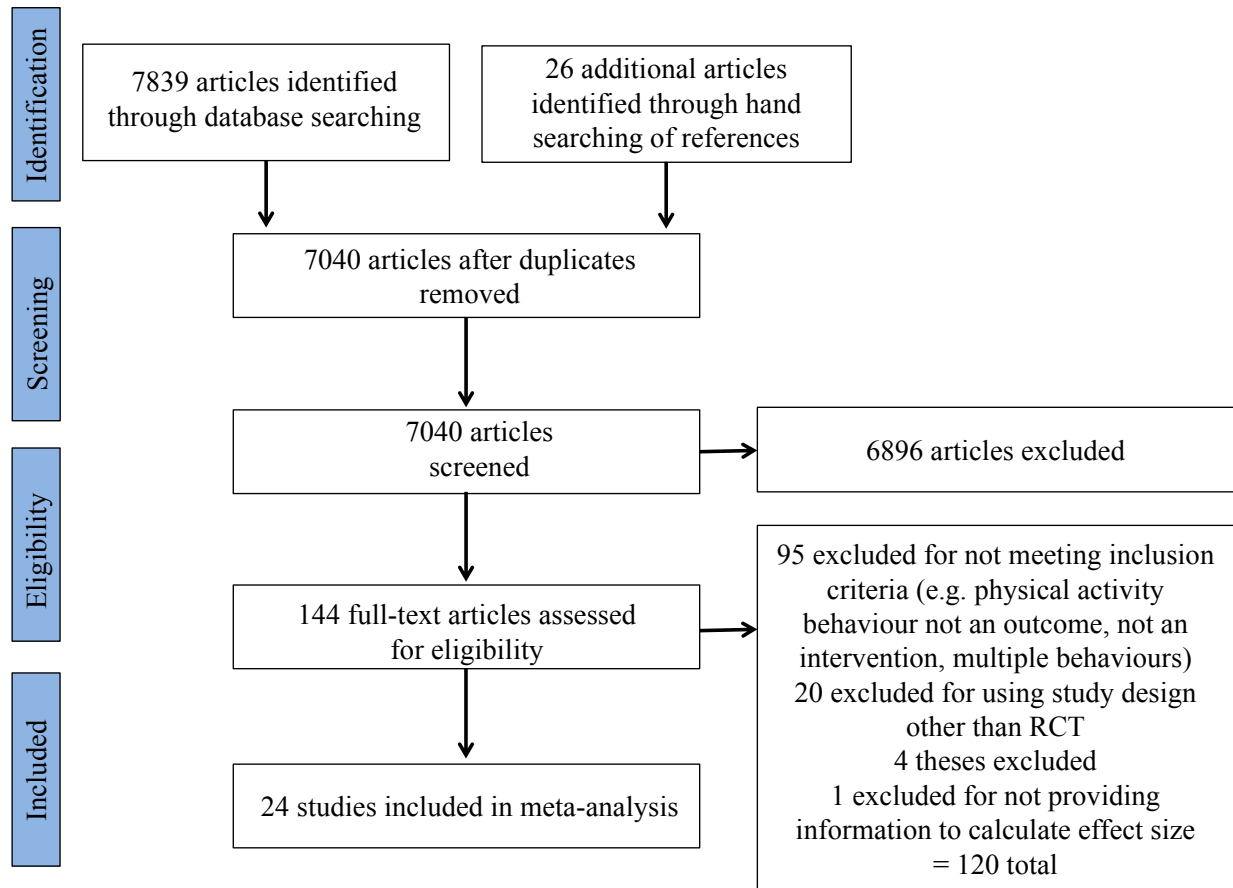 Identification
7839 articles identified
through database searching
26 additional articles
identified through hand
searching of references
Screening
7040 articles after duplicates
removed
7040 articles
screened
6896 articles excluded
Eligibility
144 full-text articles assessed
for eligibility
95 excluded for not meeting inclusion
criteria (e.g. physical activity
behaviour not an outcome, not an
intervention, multiple behaviours)
20 excluded for using study design
other than RCT
4 theses excluded
1 excluded for not providing
information to calculate effect size
= 120 total
Included
24 studies included in meta-analysis